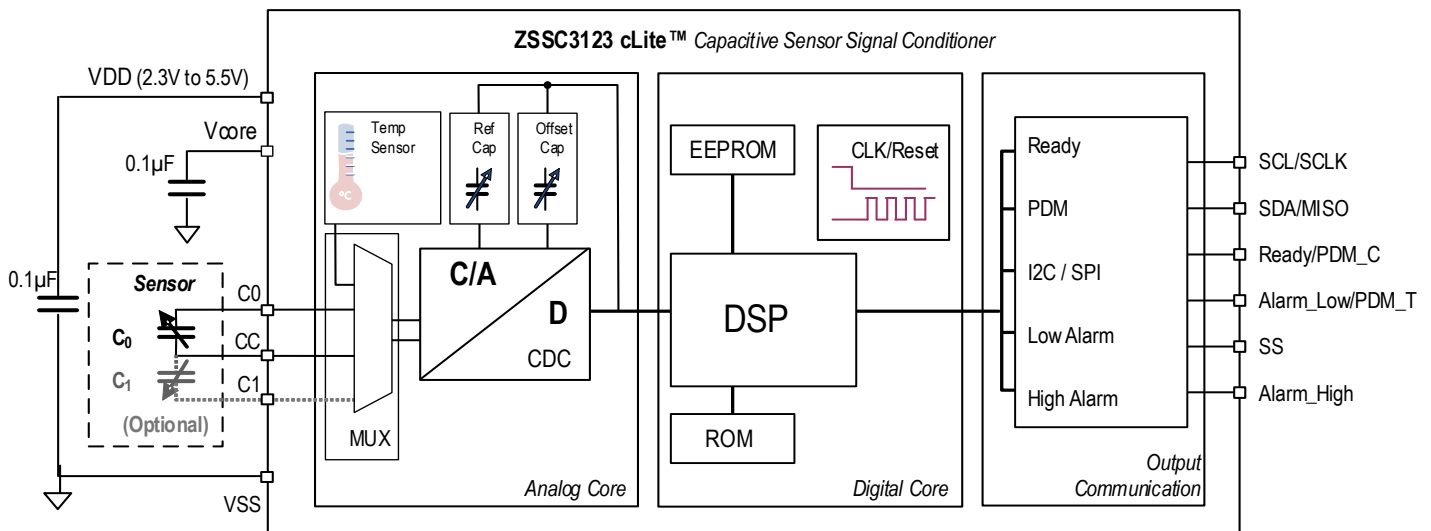 ZSSC3123 cLite™ Capacitive Sensor Signal Conditioner
VDD (2.3V to 5.5V)
Vcore
0.1µF
0.1µF
Sensor
C0
C0
CC
C1
C1
(Optional)
VSS
Temp
Sensor
°C
Ref
Cap
Offset
Cap
C/A
D
CDC
MUX
Analog Core
EEPROM
CLK/Reset
DSP
ROM
Digital Core
Ready
PDM
I2C / SPI
Low Alarm
High Alarm
Output
Communication
SCL/SCLK
SDA/MISO
Ready/PDM_C
Alarm_Low/PDM_T
SS
Alarm_High